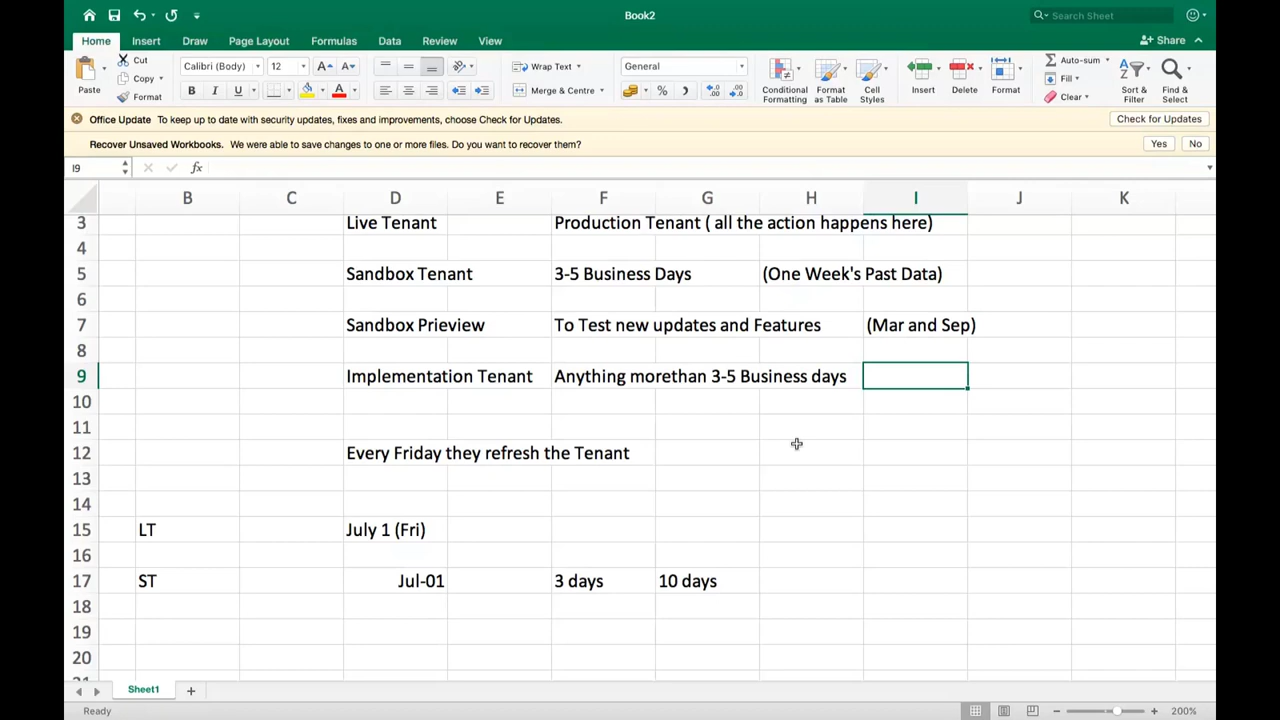 Book2
Search Sheet
Home Insert Draw Page Layout Formulas Data Review View
Share
Paste
Cut
Copy
Format
Calibri (Body) 12
B I U
Wrap Text
Merge & Centre
General
Conditional Formatting
Format as Table
Cell Styles
Insert
Delete
Format
Auto-sum
Fill
Clear
Sort & Filter
Find & Select
Office Update To keep up to date with security updates, fixes and improvements, choose Check for Updates. Check for Updates
Recover Unsaved Workbooks. We were able to save changes to one or more files. Do you want to recover them? Yes No
I9 fx
B C D E F G H I J K
3 Live Tenant Production Tenant ( all the action happens here)
4
5 Sandbox Tenant 3-5 Business Days (One Week's Past Data)
6
7 Sandbox Prieview To Test new updates and Features (Mar and Sep)
8
9 Implementation Tenant Anything morethan 3-5 Business days
10
11
12 Every Friday they refresh the Tenant
13
14
15 LT July 1 (Fri)
16
17 ST Jul-01 3 days 10 days
18
19
20
Sheet1
Ready 200%